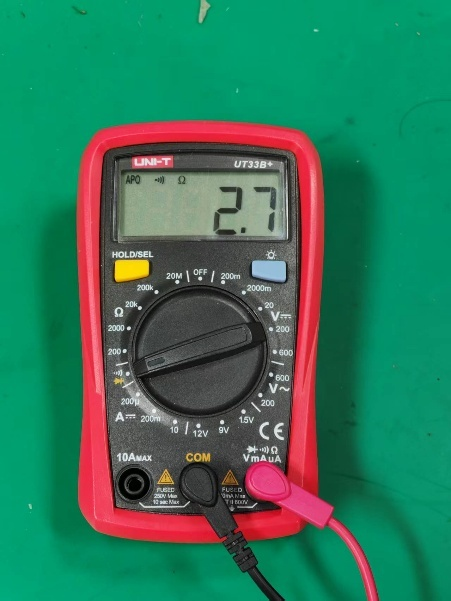 UNI-T UT33B+
APO Ω
2.7
HOLD/SEL
20M OFF 200m
200k 2000m
20k 20
Ω V
2000 200
200 600
600
200μ V~
A 200m 200
10 12V 9V 1.5V
CE
10AMAX COM Ω
VmAμA
FUSED
250V Max
10 sec Max
FUSED